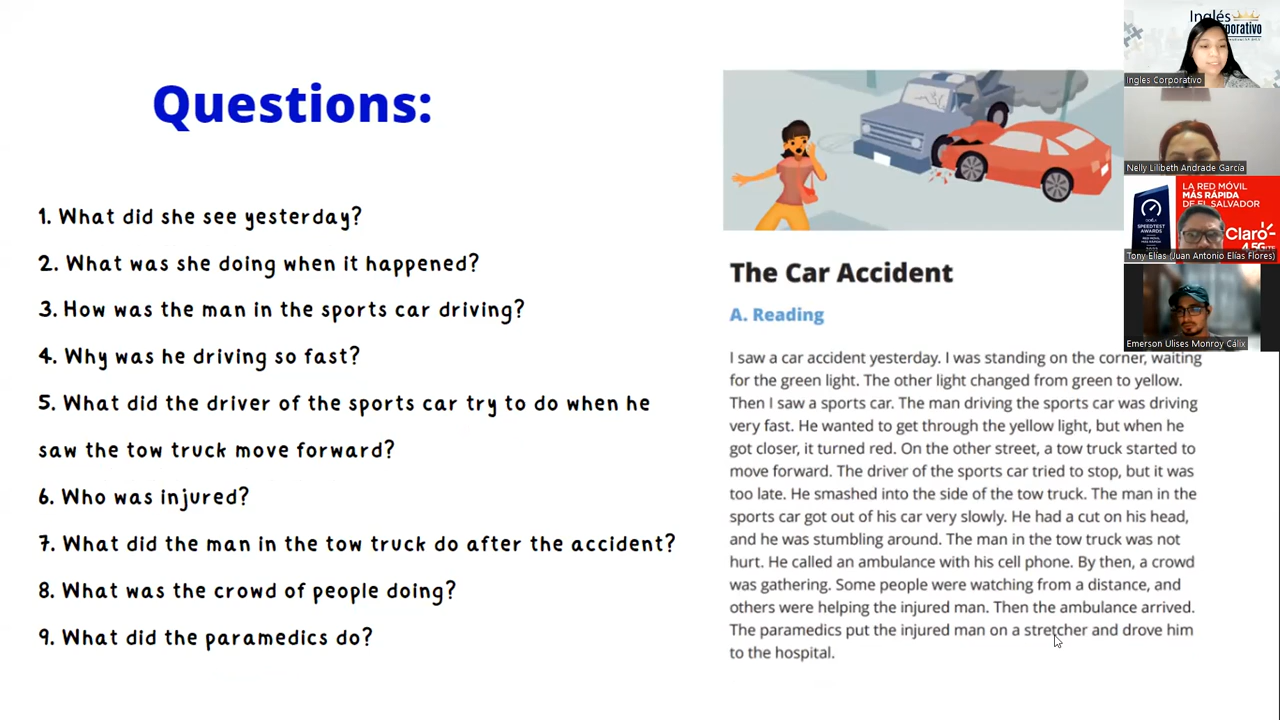 Questions:
1. What did she see yesterday?
2. What was she doing when it happened?
3. How was the man in the sports car driving?
4. Why was he driving so fast?
5. What did the driver of the sports car try to do when he
saw the tow truck move forward?
6. Who was injured?
7. What did the man in the tow truck do after the accident?
8. What was the crowd of people doing?
9. What did the paramedics do?
The Car Accident
A. Reading
I saw a car accident yesterday. I was standing on the corner, waiting
for the green light. The other light changed from green to yellow.
Then I saw a sports car. The man driving the sports car was driving
very fast. He wanted to get through the yellow light, but when he
got closer, it turned red. On the other street, a tow truck started to
move forward. The driver of the sports car tried to stop, but it was
too late. He smashed into the side of the tow truck. The man in the
sports car got out of his car very slowly. He had a cut on his head,
and he was stumbling around. The man in the tow truck was not
hurt. He called an ambulance with his cell phone. By then, a crowd
was gathering. Some people were watching from a distance, and
others were helping the injured man. Then the ambulance arrived.
The paramedics put the injured man on a stretcher and drove him
to the hospital.
Inglés
Ingles Corporativo
Nelly Lilibeth Andrade García
LA RED MÓVIL
MÁS RÁPIDA
DE EL SALVADOR
SPEEDTEST
AWARDS
Claro
Tony Elias (Juan Antonio Elías Flores)
Emerson Ulises Monroy Cálix